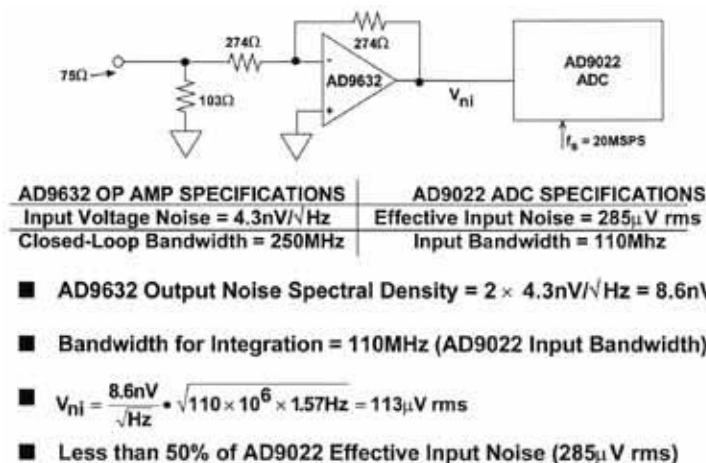 274Ω
274Ω
75Ω
103Ω
-
AD9632
+
Vni
AD9022
ADC
fs = 20MSPS
AD9632 OP AMP SPECIFICATIONS
AD9022 ADC SPECIFICATIONS
Input Voltage Noise = 4.3nV/√Hz
Effective Input Noise = 285µV rms
Closed-Loop Bandwidth = 250MHz
Input Bandwidth = 110Mhz
■ AD9632 Output Noise Spectral Density = 2 × 4.3nV/√Hz = 8.6nV
■ Bandwidth for Integration = 110MHz (AD9022 Input Bandwidth)
■ Vni = 8.6nV/√Hz • √110 × 10⁶ × 1.57Hz = 113µV rms
■ Less than 50% of AD9022 Effective Input Noise (285µV rms)